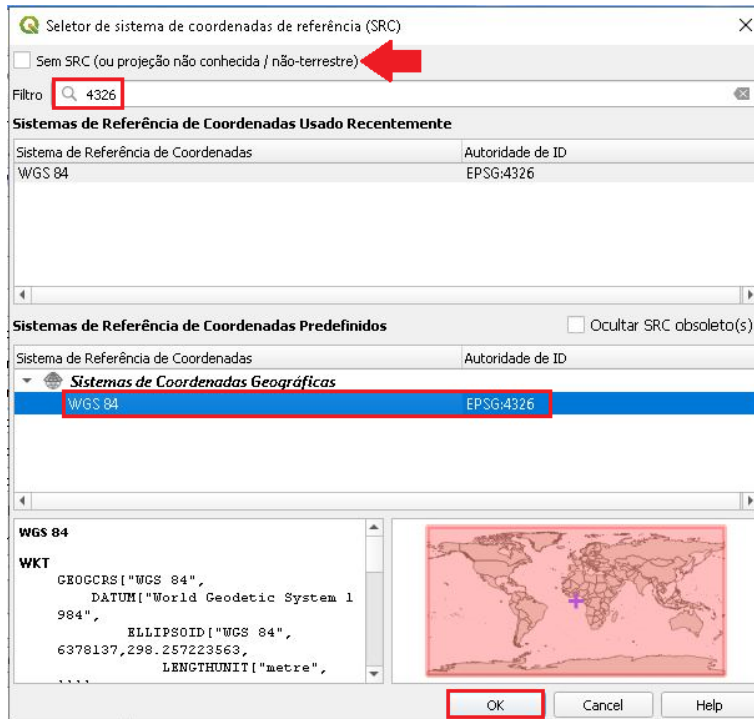 Seletor de sistema de coordenadas de referência (SRC)
Sem SRC (ou projeção não conhecida / não-terrestre)
Filtro 4326
Sistemas de Referência de Coordenadas Usado Recentemente
Sistema de Referência de Coordenadas Autoridade de ID
WGS 84 EPSG:4326
Sistemas de Referência de Coordenadas Predefinidos Ocultar SRC obsoleto(s)
Sistema de Referência de Coordenadas Autoridade de ID
Sistemas de Coordenadas Geográficas
WGS 84 EPSG:4326
WGS 84
WKT
GEOGCRS["WGS 84",
DATUM["World Geodetic System 1
984",
ELLIPSOID["WGS 84",
6378137,298.257223563,
LENGTHUNIT["metre",
OK Cancel Help